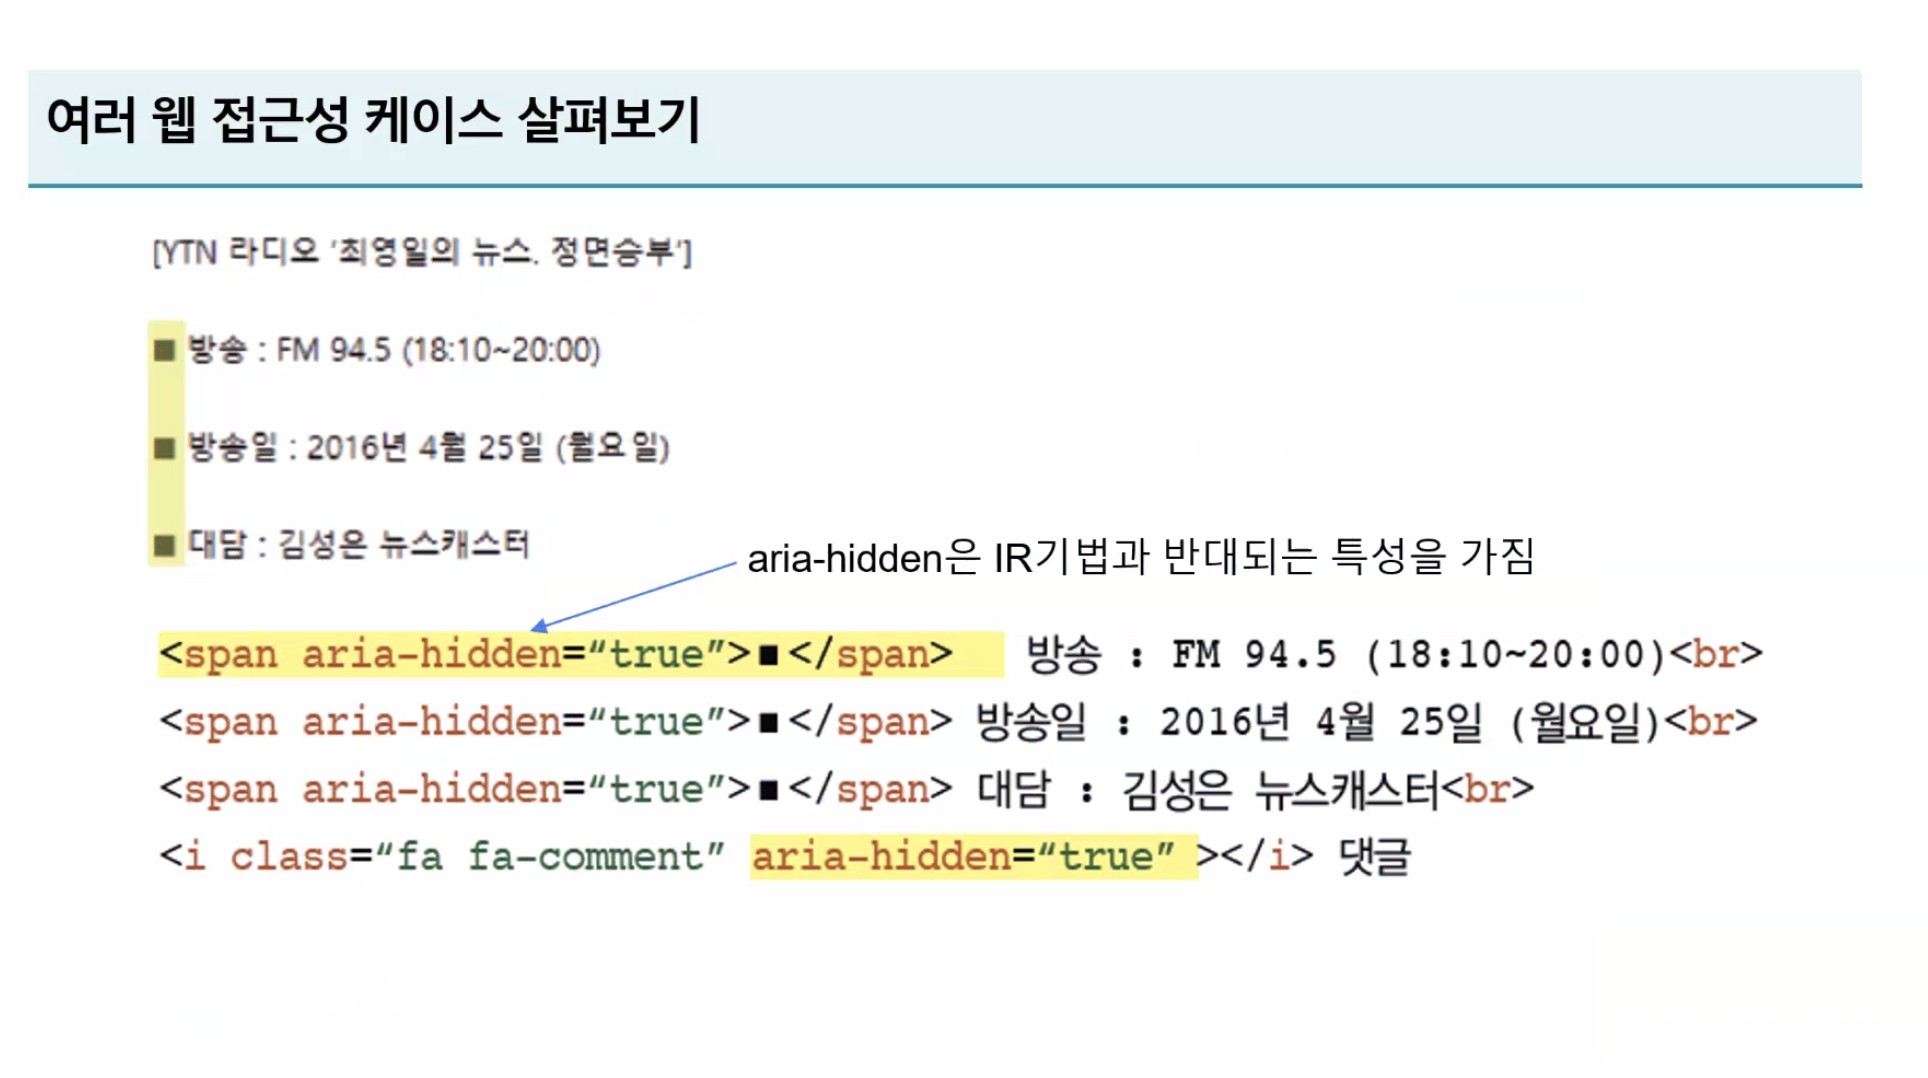 여러 웹 접근성 케이스 살펴보기
[YTN 라디오 '최영일의 뉴스. 정면승부']
■ 방송 : FM 94.5 (18:10~20:00)
■ 방송일 : 2016년 4월 25일 (월요일)
■ 대담 : 김성은 뉴스캐스터
aria-hidden은 IR기법과 반대되는 특성을 가짐
<span aria-hidden=“true”>■</span> 방송 : FM 94.5 (18:10~20:00)<br>
<span aria-hidden=“true”>■</span> 방송일 : 2016년 4월 25일 (월요일)<br>
<span aria-hidden=“true”>■</span> 대담 : 김성은 뉴스캐스터<br>
<i class=“fa fa-comment” aria-hidden=“true” ></i> 댓글